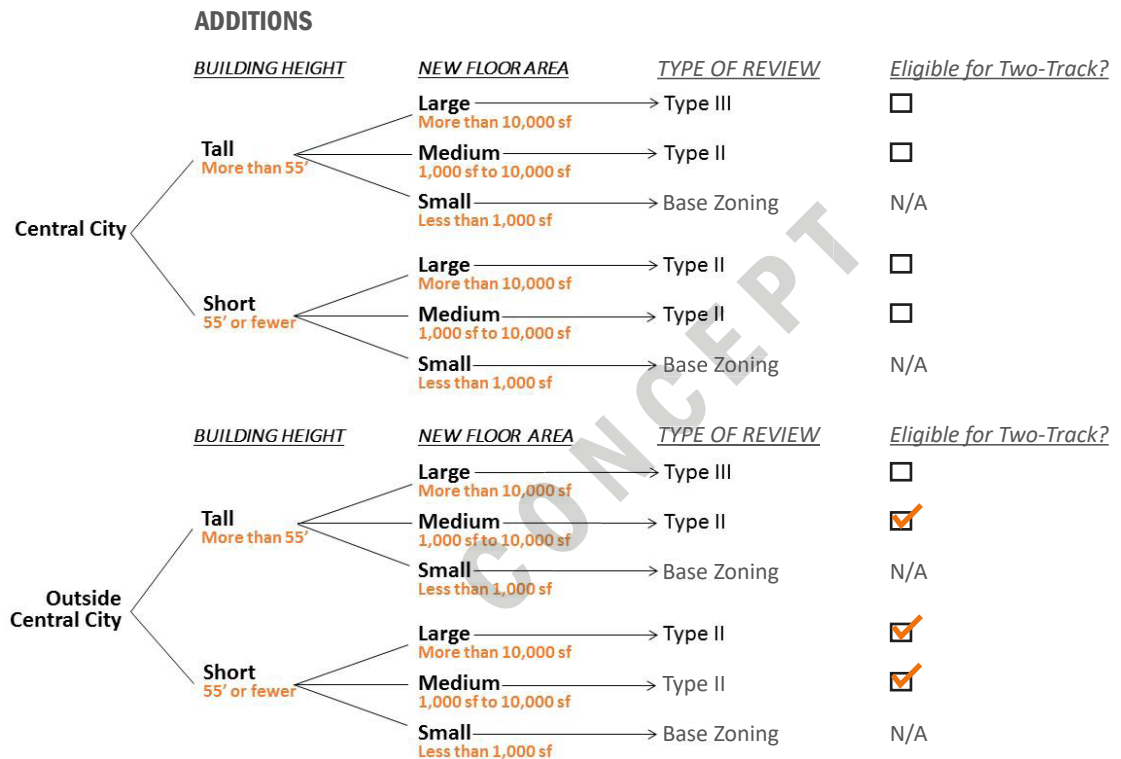 ADDITIONS
BUILDING HEIGHT NEW FLOOR AREA TYPE OF REVIEW Eligible for Two-Track?
Large Type III
More than 10,000 sf
Tall Medium Type II
More than 55' 1,000 sf to 10,000 sf
Small Base Zoning N/A
Less than 1,000 sf
Central City
Large Type II
More than 10,000 sf
Short Medium Type II
55' or fewer 1,000 sf to 10,000 sf
Small Base Zoning N/A
Less than 1,000 sf
BUILDING HEIGHT NEW FLOOR AREA TYPE OF REVIEW Eligible for Two-Track?
Large Type III
More than 10,000 sf
Tall Medium Type II
More than 55' 1,000 sf to 10,000 sf
Small Base Zoning N/A
Less than 1,000 sf
Outside
Central City
Large Type II
More than 10,000 sf
Short Medium Type II
55' or fewer 1,000 sf to 10,000 sf
Small Base Zoning N/A
Less than 1,000 sf
CONCEPT